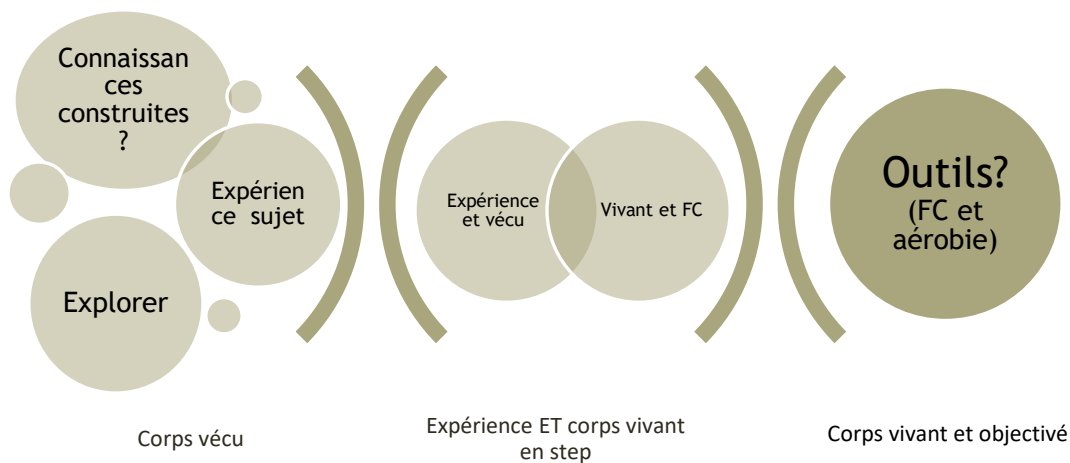 Connaissan
ces
construites
?
Expérien
ce sujet
Explorer
Expérience
et vécu
Vivant et FC
Outils?
(FC et
aérobie)
Corps vécu
Expérience ET corps vivant
en step
Corps vivant et objectivé